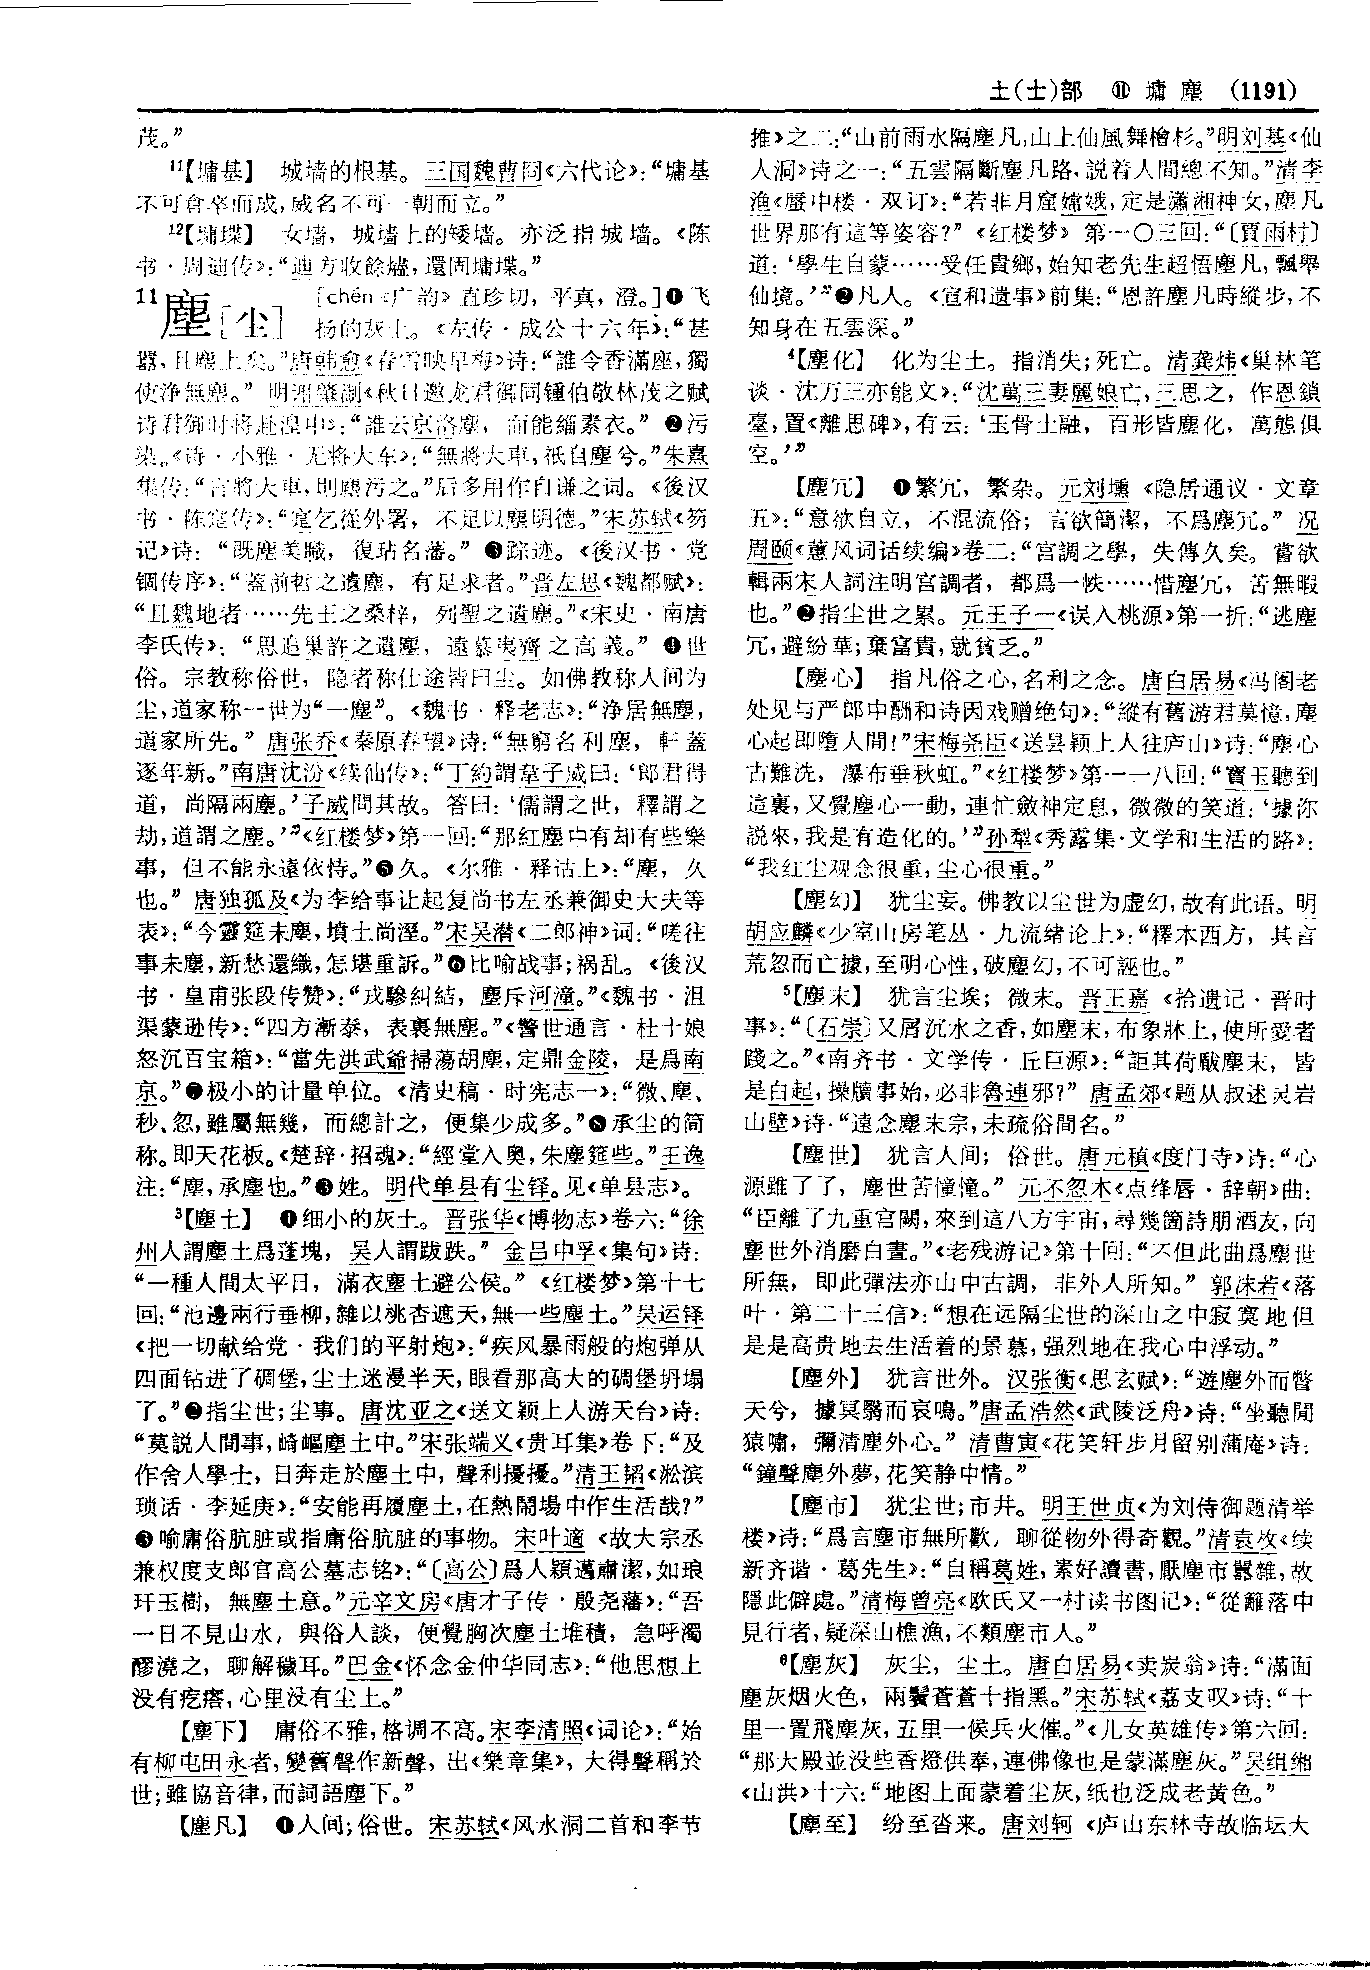 土(士)部 ⑪ 墉 塵 (1191)
茂。”
11【墉基】 城墙的根基。三国魏曹冏《六代论》：“墉基
不可倉卒而成，威名不可一朝而立。”
12【墉堞】 女墙，城墙上的矮墙。亦泛指城墙。《陈
书·周迪传》：“迪方收餘燼，還固墉堞。”
11 塵[尘] [chén《广韵》直珍切，平真，澄。]❶飞
扬的灰土。《左传·成公十六年》：“甚
囂，且塵上矣。”唐韩愈《春雪映早梅》诗：“誰令香滿座，獨
使浄無塵。” 明 《秋日邀龙君御同锺伯敬林茂之赋
诗君御时将赴湟中》：“誰云京洛塵，而能緇素衣。” ❷污
染。《诗·小雅·无将大车》：“無將大車，祇自塵兮。”朱熹
集传：“言將大車，則塵污之。”后多用作自谦之词。《後汉
书·陈寔传》：“寔乞從外署，不足以塵明德。”宋苏轼《
记》诗：“既塵美職，復玷名藩。” ❸踪迹。《後汉书·党
锢传序》：“蓋前哲之遺塵，有足求者。”晋左思《魏都赋》：
“且魏地者……先王之桑梓，列聖之遺塵。”《宋史·南唐
李氏传》：“思追巢許之遺塵，遠慕夷齊之高義。” ❹世
俗。宗教称俗世，隐者称仕途皆曰尘。如佛教称人间为
尘，道家称一世为“一塵”。《魏书·释老志》：“浄居無塵，
道家所先。” 唐张乔《秦原春望》诗：“無窮名利塵，軒蓋
逐年新。”南唐沈汾《续仙传》：“丁約謂韋子威曰：‘郎君得
道，尚隔兩塵。’子威問其故。答曰：‘儒謂之世，釋謂之
劫，道謂之塵。’”《红楼梦》第一回：“那紅塵中有却有些樂
事，但不能永遠依恃。”❺久。《尔雅·释诂上》：“塵，久
也。” 唐独孤及《为李给事让起复尚书左丞兼御史大夫等
表》：“今靈筵未塵，墳土尚溼。”宋吴潜《二郎神》词：“嗟往
事未塵，新愁還織，怎堪重訴。”❻比喻战事；祸乱。《後汉
书·皇甫张段传赞》：“戎驂糾結，塵斥河潼。”《魏书·沮
渠蒙逊传》：“四方漸泰，表裏無塵。”《警世通言·杜十娘
怒沉百宝箱》：“當先洪武爺掃蕩胡塵，定鼎金陵，是爲南
京。”❼极小的计量单位。《清史稿·时宪志一》：“微、塵、
秒、忽，雖屬無幾，而總計之，便集少成多。”❽承尘的简
称。即天花板。《楚辞·招魂》：“經堂入奥，朱塵筵些。”王逸
注：“塵，承塵也。”❾姓。明代单县有尘铎。见《单县志》。
3【塵土】 ❶细小的灰土。晋张华《博物志》卷六：“徐
州人謂塵土爲蓬塊，吴人謂跋跌。” 金吕中孚《集句》诗：
“一種人間太平日，滿衣塵土避公侯。” 《红楼梦》第十七
回：“池邊兩行垂柳，雜以桃杏遮天，無一些塵土。”吴运铎
《把一切献给党·我们的平射炮》：“疾风暴雨般的炮弹从
四面钻进了碉堡，尘土迷漫半天，眼看那高大的碉堡坍塌
了。”❷指尘世；尘事。唐沈亚之《送文颖上人游天台》诗：
“莫説人間事，崎嶇塵土中。”宋张端义《贵耳集》卷下：“及
作舍人學士，日奔走於塵土中，聲利擾擾。”清王韬《淞滨
琐话·李延庚》：“安能再履塵土，在熱鬧場中作生活哉？”
❸喻庸俗肮脏或指庸俗肮脏的事物。宋叶適《故大宗丞
兼权度支郎官高公墓志铭》：“〔高公〕爲人穎邁肅潔，如琅
玕玉樹，無塵土意。”元辛文房《唐才子传·殷尧藩》：“吾
一日不見山水，與俗人談，便覺胸次塵土堆積，急呼濁
醪澆之，聊解穢耳。”巴金《怀念金仲华同志》：“他思想上
没有疙瘩，心里没有尘土。”
【塵下】 庸俗不雅，格调不高。宋李清照《词论》：“始
有柳屯田永者，變舊聲作新聲，出《樂章集》，大得聲稱於
世；雖協音律，而詞語塵下。”
【塵凡】 ❶人间；俗世。宋苏轼《风水洞二首和李节
推》之二：“山前雨水隔塵凡，山上仙風舞檜杉。”明刘基《仙
人洞》诗之一：“五雲隔斷塵凡路，説着人間總不知。”清李
渔《蜃中楼·双订》：“若非月窟嫦娥，定是瀟湘神女，塵凡
世界那有這等姿容？” 《红楼梦》第一〇三回：“〔賈雨村〕
道：‘學生自蒙……受任貴鄉，始知老先生超悟塵凡，飄舉
仙境。’”❷凡人。《宣和遗事》前集：“恩許塵凡時縱步，不
知身在五雲深。”
4【塵化】 化为尘土。指消失；死亡。清龚炜《巢林笔
谈·沈万三亦能文》：“沈萬三妻麗娘亡，三思之，作恩鎖
臺，置《離思碑》，有云：‘玉骨土融，百形皆塵化，萬態俱
空。’”
【塵冗】 ❶繁冗，繁杂。元刘壎《隐居通议·文章
五》：“意欲自立，不混流俗；言欲簡潔，不爲塵冗。” 况
周颐《蕙风词话续编》卷二：“宫調之學，失傳久矣。嘗欲
輯兩宋人詞注明宫調者，都爲一帙……惜塵冗，苦無暇
也。”❷指尘世之累。元王子一《误入桃源》第一折：“逃塵
冗，避紛華；棄富貴，就貧乏。”
【塵心】 指凡俗之心，名利之念。唐白居易《冯阁老
处见与严郎中酬和诗因戏赠绝句》：“縱有舊游君莫憶，塵
心起即墮人間！”宋梅尧臣《送昙颖上人往庐山》诗：“塵心
古難洗，瀑布垂秋虹。”《红楼梦》第一一八回：“寶玉聽到
這裏，又覺塵心一動，連忙斂神定息，微微的笑道：‘據你
説來，我是有造化的。’”孙犁《秀露集·文学和生活的路》：
“我红尘观念很重，尘心很重。”
【塵幻】 犹尘妄。佛教以尘世为虚幻，故有此语。明
胡应麟《少室山房笔丛·九流绪论上》：“釋本西方，其言
荒忽而亡據，至明心性，破塵幻，不可誣也。”
5【塵末】 犹言尘埃；微末。晋王嘉《拾遗记·晋时
事》：“〔石崇〕又屑沉水之香，如塵末，布象牀上，使所愛者
踐之。”《南齐书·文学传·丘巨源》：“詎其荷戰塵末，皆
是白起，操牘事始，必非魯連邪？” 唐孟郊《题从叔述灵岩
山壁》诗：“遠念塵末宗，未疏俗間名。”
【塵世】 犹言人间；俗世。唐元稹《度门寺》诗：“心
源雖了了，塵世苦憧憧。” 元不忽木《点绛唇·辞朝》曲：
“臣離了九重宫闕，來到這八方宇宙，尋幾箇詩朋酒友，向
塵世外消磨白晝。”《老残游记》第十回：“不但此曲爲塵世
所無，即此彈法亦山中古調，非外人所知。” 郭沫若《落
叶·第二十三信》：“想在远隔尘世的深山之中寂寞地但
是是高贵地去生活着的景慕，强烈地在我心中浮动。”
【塵外】 犹言世外。汉张衡《思玄赋》：“遊塵外而瞥
天兮，據冥翳而哀鳴。”唐孟浩然《武陵泛舟》诗：“坐聽閒
猿嘯，彌清塵外心。” 清曹寅《花笑轩步月留别蒲庵》诗：
“鐘聲塵外夢，花笑静中情。”
【塵市】 犹尘世；市井。明王世贞《为刘侍御题清举
楼》诗：“爲言塵市無所歡，聊從物外得奇觀。”清袁枚《续
新齐谐·葛先生》：“自稱葛姓，素好讀書，厭塵市囂雜，故
隱此僻處。”清梅曾亮《欧氏又一村读书图记》：“從籬落中
見行者，疑深山樵漁，不類塵市人。”
6【塵灰】 灰尘，尘土。唐白居易《卖炭翁》诗：“滿面
塵灰烟火色，兩鬢蒼蒼十指黑。”宋苏轼《荔支叹》诗：“十
里一置飛塵灰，五里一候兵火催。”《儿女英雄传》第六回：
“那大殿並没些香燈供奉，連佛像也是蒙滿塵灰。”吴组缃
《山洪》十六：“地图上面蒙着尘灰，纸也泛成老黄色。”
【塵至】 纷至沓来。唐刘轲《庐山东林寺故临坛大